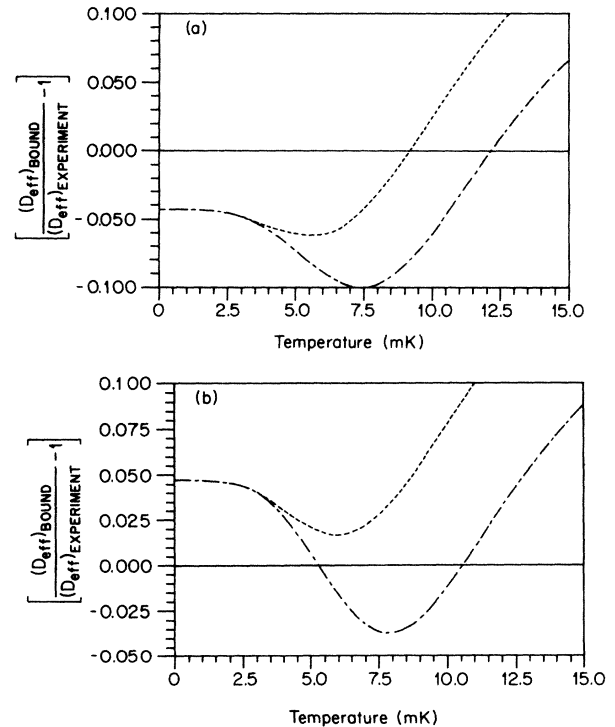 (a)
0.100
0.050
0.000
-0.050
-0.100
[ (Deff)BOUND / (Deff)EXPERIMENT -1 ]
0 2.5 5.0 7.5 10.0 12.5 15.0
Temperature (mK)
(b)
0.100
0.075
0.050
0.025
0.000
-0.025
-0.050
[ (Deff)BOUND / (Deff)EXPERIMENT -1 ]
0 2.5 5.0 7.5 10.0 12.5 15.0
Temperature (mK)